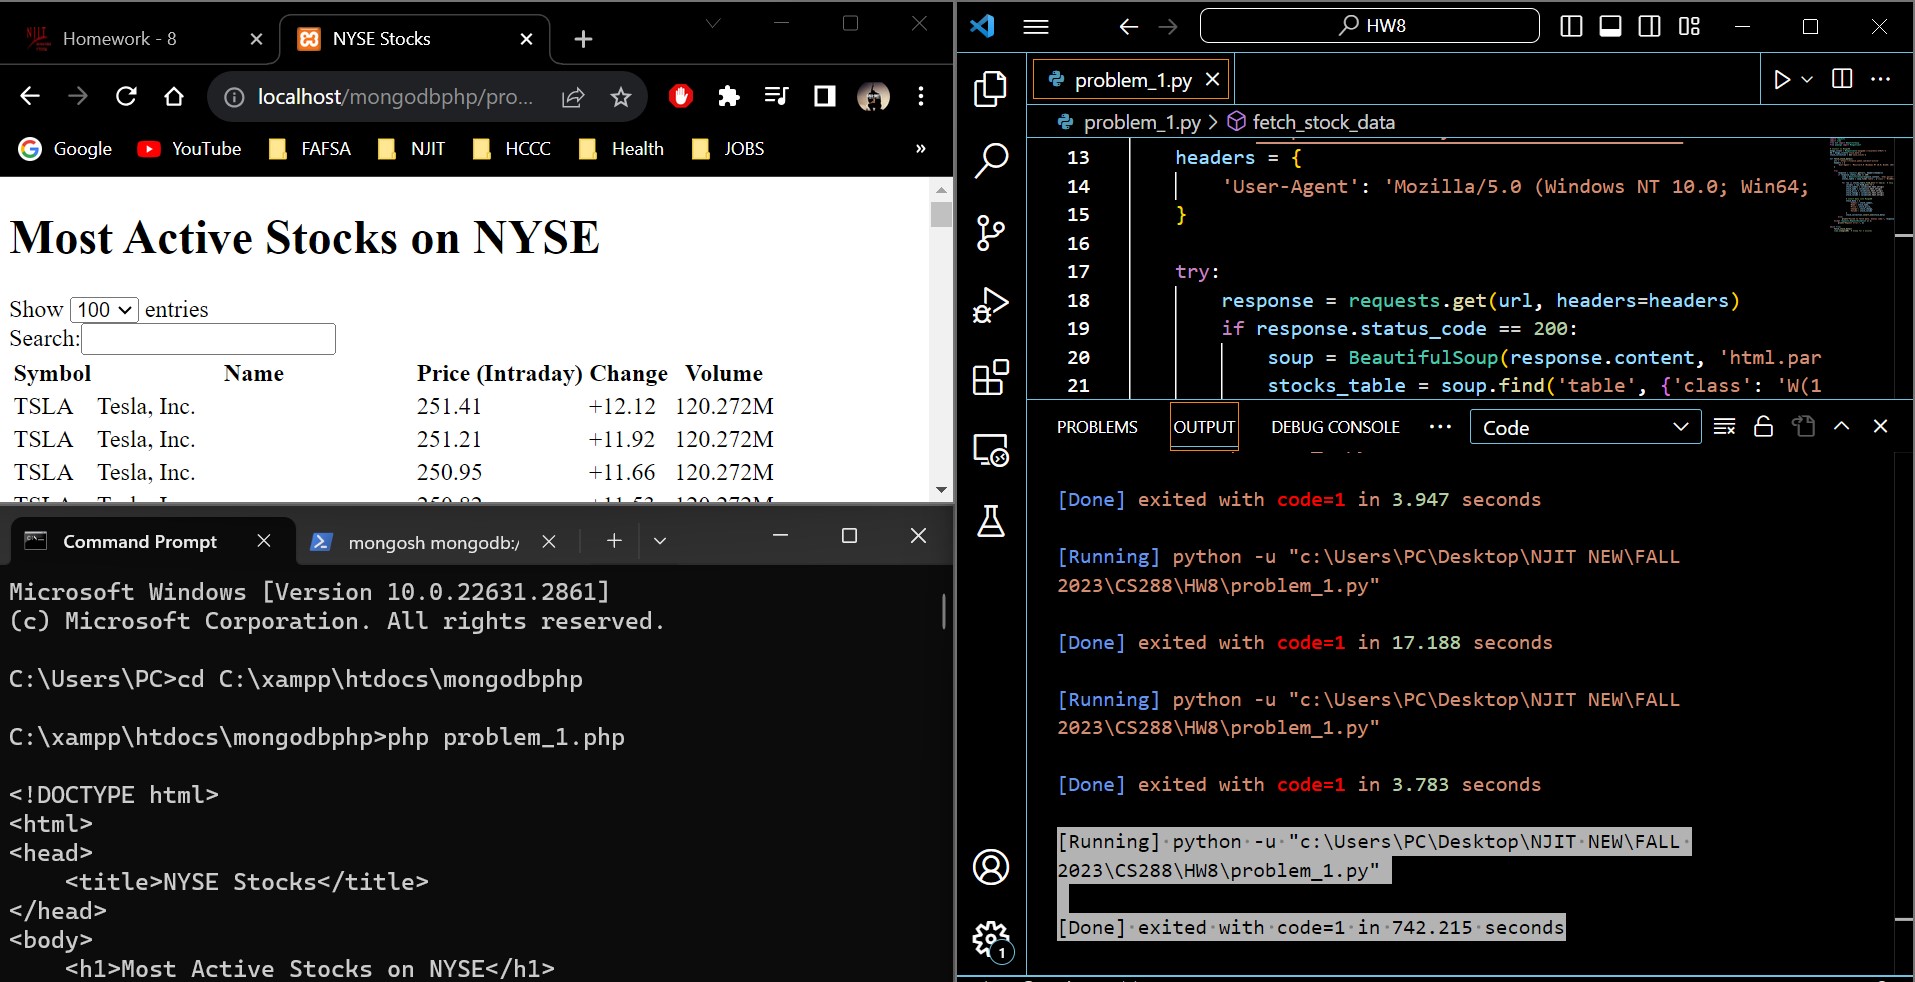 Homework - 8
NYSE Stocks
localhost/mongodbphp/pro...
Google YouTube FAFSA NJIT HCCC Health JOBS »
Most Active Stocks on NYSE
Show 100 entries
Search:
Symbol Name Price (Intraday) Change Volume
TSLA Tesla, Inc. 251.41 +12.12 120.272M
TSLA Tesla, Inc. 251.21 +11.92 120.272M
TSLA Tesla, Inc. 250.95 +11.66 120.272M
Command Prompt
mongosh mongodb:/
Microsoft Windows [Version 10.0.22631.2861]
(c) Microsoft Corporation. All rights reserved.
C:\Users\PC>cd C:\xampp\htdocs\mongodbphp
C:\xampp\htdocs\mongodbphp>php problem_1.php
<!DOCTYPE html>
<html>
<head>
<title>NYSE Stocks</title>
</head>
<body>
<h1>Most Active Stocks on NYSE</h1>
HW8
problem_1.py
problem_1.py > fetch_stock_data
13 headers = {
14 'User-Agent': 'Mozilla/5.0 (Windows NT 10.0; Win64;
15 }
16
17 try:
18 response = requests.get(url, headers=headers)
19 if response.status_code == 200:
20 soup = BeautifulSoup(response.content, 'html.par
21 stocks_table = soup.find('table', {'class': 'W(1
PROBLEMS OUTPUT DEBUG CONSOLE ··· Code
[Done] exited with code=1 in 3.947 seconds
[Running] python -u "c:\Users\PC\Desktop\NJIT NEW\FALL
2023\CS288\HW8\problem_1.py"
[Done] exited with code=1 in 17.188 seconds
[Running] python -u "c:\Users\PC\Desktop\NJIT NEW\FALL
2023\CS288\HW8\problem_1.py"
[Done] exited with code=1 in 3.783 seconds
[Running] python -u "c:\Users\PC\Desktop\NJIT NEW\FALL
2023\CS288\HW8\problem_1.py"
[Done] exited with code=1 in 742.215 seconds
1